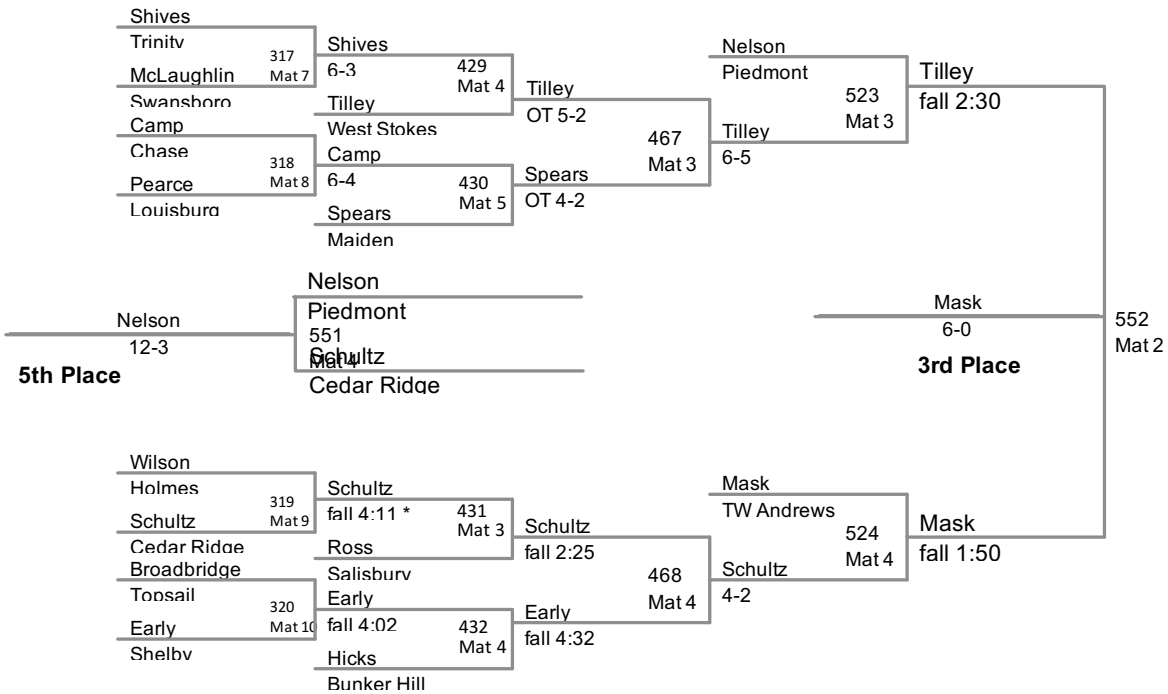 Shives
Trinity
317
Mat 7
McLaughlin
Swansboro
Shives
6-3
429
Mat 4
Tilley
West Stokes
Camp
Chase
318
Mat 8
Pearce
Louisburg
Camp
6-4
430
Mat 5
Spears
Maiden
Tilley
OT 5-2
467
Mat 3
Spears
OT 4-2
Nelson
Piedmont
523
Mat 3
Tilley
6-5
Tilley
fall 2:30
Nelson
12-3
5th Place
Nelson
Piedmont
551
Mat 4
Schultz
Cedar Ridge
Mask
6-0
3rd Place
552
Mat 2
Wilson
Holmes
319
Mat 9
Schultz
Cedar Ridge
Schultz
fall 4:11 *
431
Mat 3
Ross
Salisbury
Broadbridge
Topsail
320
Mat 10
Early
Shelby
Early
fall 4:02
432
Mat 4
Hicks
Bunker Hill
Schultz
fall 2:25
468
Mat 4
Early
fall 4:32
Mask
TW Andrews
524
Mat 4
Schultz
4-2
Mask
fall 1:50